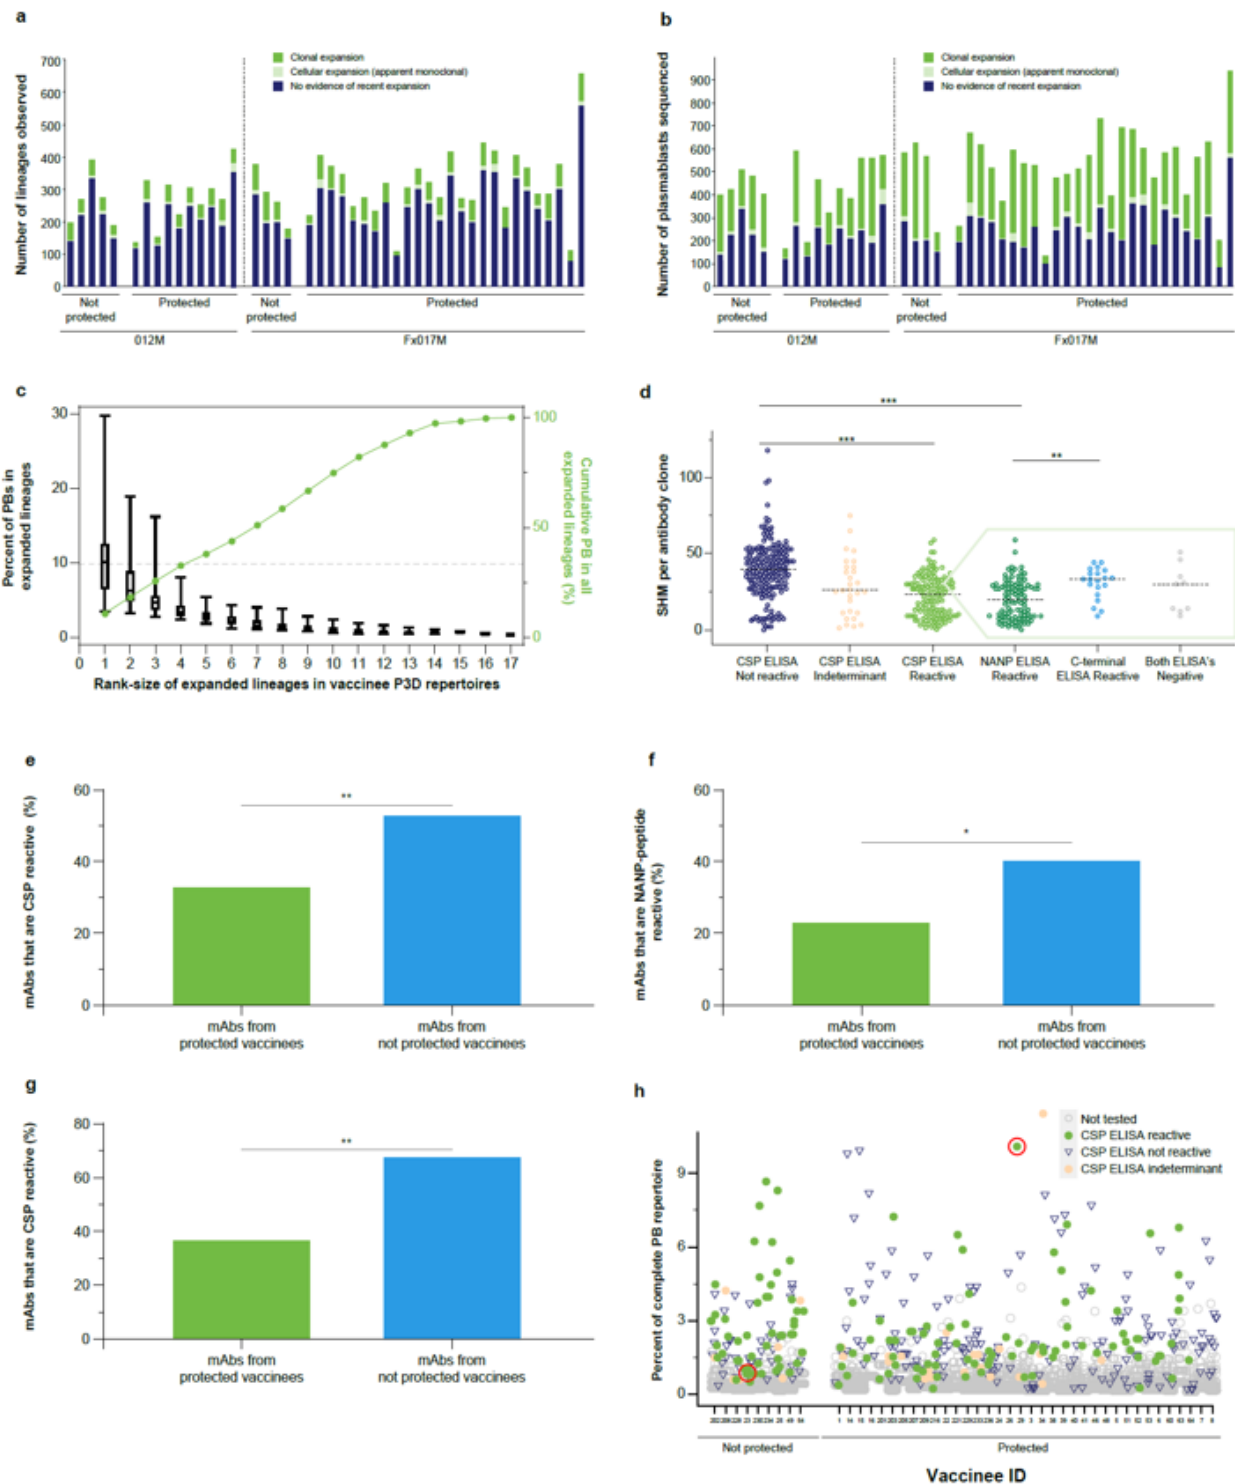 a
Number of lineages observed
700
600
500
400
300
200
100
0
Clonal expansion
Cellular expansion (apparent monoclonal)
No evidence of recent expansion
Not protected
Protected
Not protected
Protected
012M
Fx017M
b
Number of plasmablasts sequenced
900
800
700
600
500
400
300
200
100
0
Clonal expansion
Cellular expansion (apparent monoclonal)
No evidence of recent expansion
Not protected
Protected
Not protected
Protected
012M
Fx017M
c
Percent of PBs in
expanded lineages
30
20
10
0
100
50
0
Cumulative PB in all
expanded lineages (%)
0 1 2 3 4 5 6 7 8 9 10 11 12 13 14 15 16 17
Rank-size of expanded lineages in vaccinee P3D repertoires
d
SHM per antibody clone
100
50
0
***
***
**
CSP ELISA
Not reactive
CSP ELISA
Indeterminant
CSP ELISA
Reactive
NANP ELISA
Reactive
C-terminal
ELISA Reactive
Both ELISA's
Negative
e
mAbs that are CSP reactive (%)
60
40
20
0
**
mAbs from
protected vaccinees
mAbs from
not protected vaccinees
f
mAbs that are NANP-peptide
reactive (%)
60
40
20
0
*
mAbs from
protected vaccinees
mAbs from
not protected vaccinees
g
mAbs that are CSP reactive (%)
80
60
40
20
0
**
mAbs from
protected vaccinees
mAbs from
not protected vaccinees
h
Percent of complete PB repertoire
9
6
3
0
Not tested
CSP ELISA reactive
CSP ELISA not reactive
CSP ELISA indeterminant
Not protected
Protected
Vaccinee ID